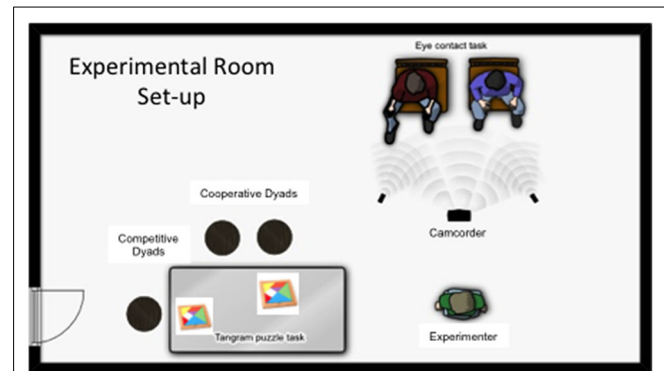 Experimental Room
Set-up
Eye contact task
Cooperative Dyads
Competitive
Dyads
Camcorder
Tangram puzzle task
Experimenter